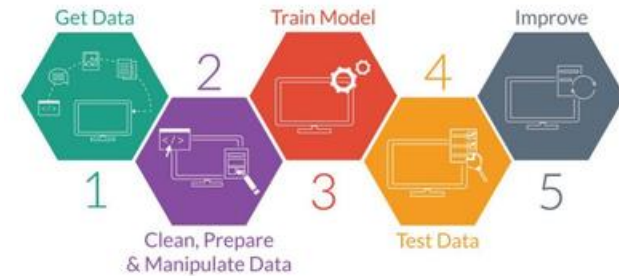 Get Data
1
2
Clean, Prepare
& Manipulate Data
Train Model
3
4
Test Data
Improve
5